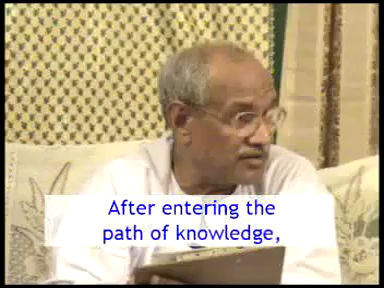 After entering the
path of knowledge,